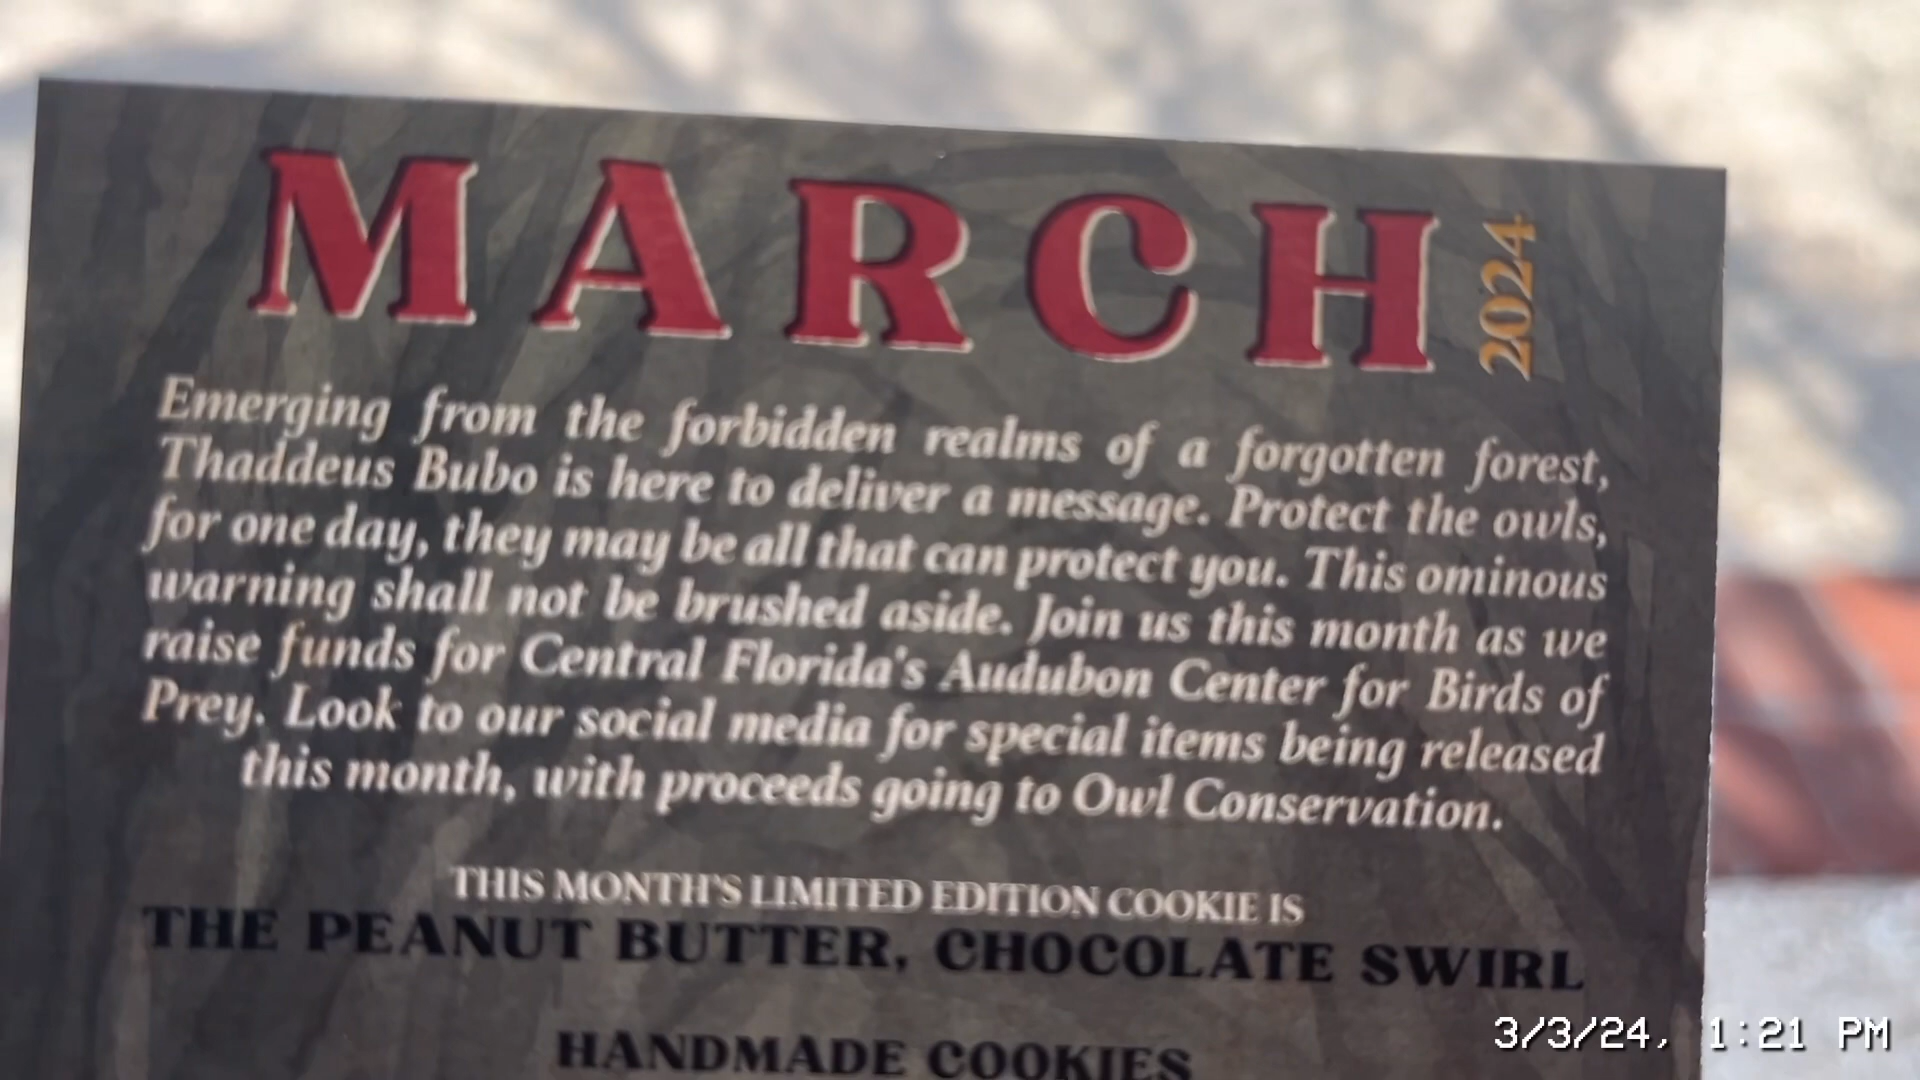 MARCH 2024
Emerging from the forbidden realms of a forgotten forest,
Thaddeus Bubo is here to deliver a message. Protect the owls,
for one day, they may be all that can protect you. This ominous
warning shall not be brushed aside. Join us this month as we
raise funds for Central Florida's Audubon Center for Birds of
Prey. Look to our social media for special items being released
this month, with proceeds going to Owl Conservation.
THIS MONTH'S LIMITED EDITION COOKIE IS
THE PEANUT BUTTER, CHOCOLATE SWIRL
HANDMADE COOKIES
3/3/24, 1:21 PM